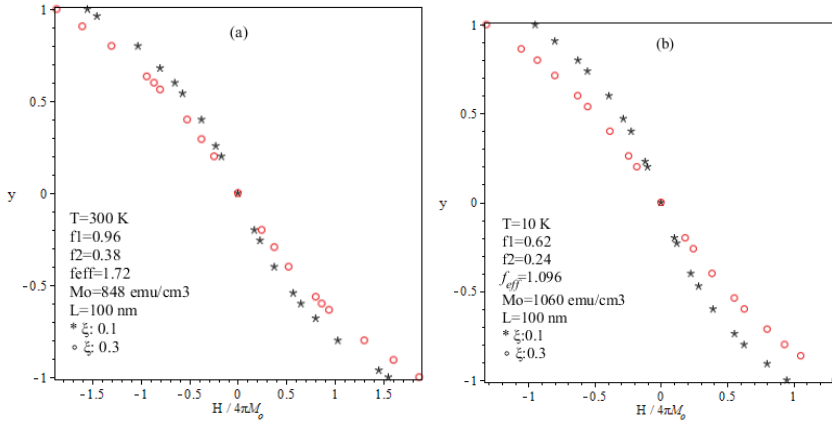 (a)
y
1
0.5
0
-0.5
-1
T=300 K
f1=0.96
f2=0.38
feff=1.72
Mo=848 emu/cm3
L=100 nm
* ξ: 0.1
∘ ξ: 0.3
-1.5 -1 -0.5 0 0.5 1 1.5
H / 4πMo
(b)
y
1
0.5
0
-0.5
-1
T=10 K
f1=0.62
f2=0.24
feff=1.096
Mo=1060 emu/cm3
L=100 nm
* ξ:0.1
∘ ξ:0.3
-1 -0.5 0 0.5 1
H / 4πMo